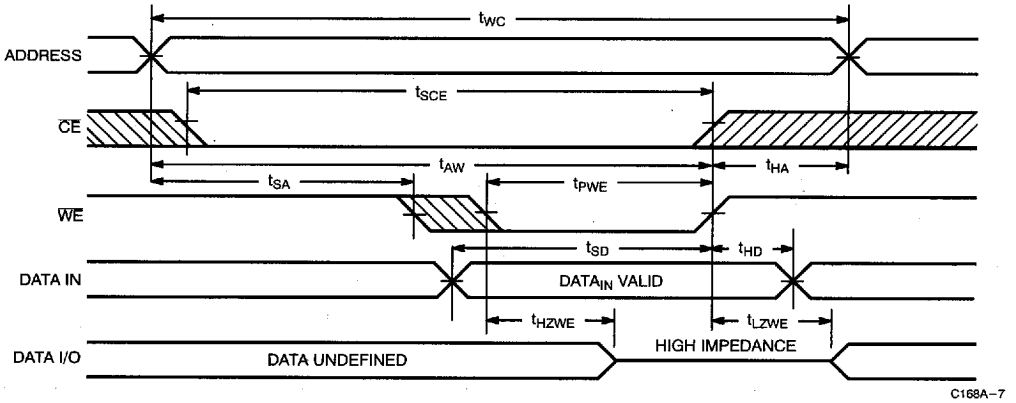 tWC
ADDRESS
tSCE
CE
tAW
tHA
tSA
tPWE
WE
tSD
tHD
DATA IN
DATAIN VALID
tHZWE
tLZWE
HIGH IMPEDANCE
DATA I/O
DATA UNDEFINED
C168A-7